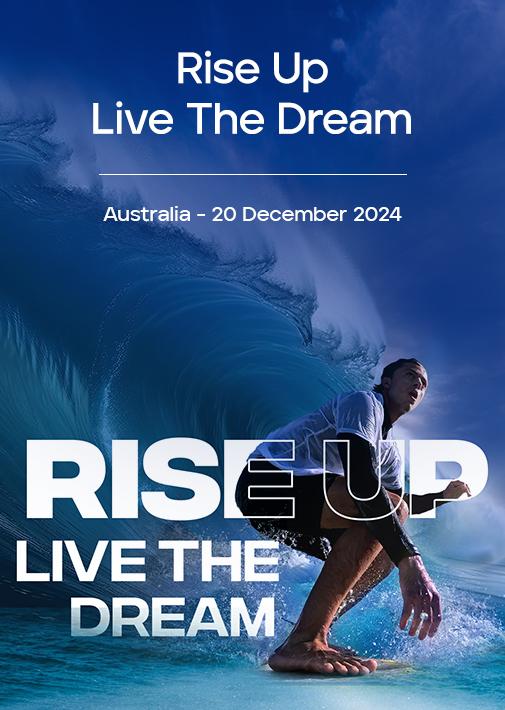 Rise Up
Live The Dream
Australia – 20 December 2024
RISE UP
LIVE THE
DREAM